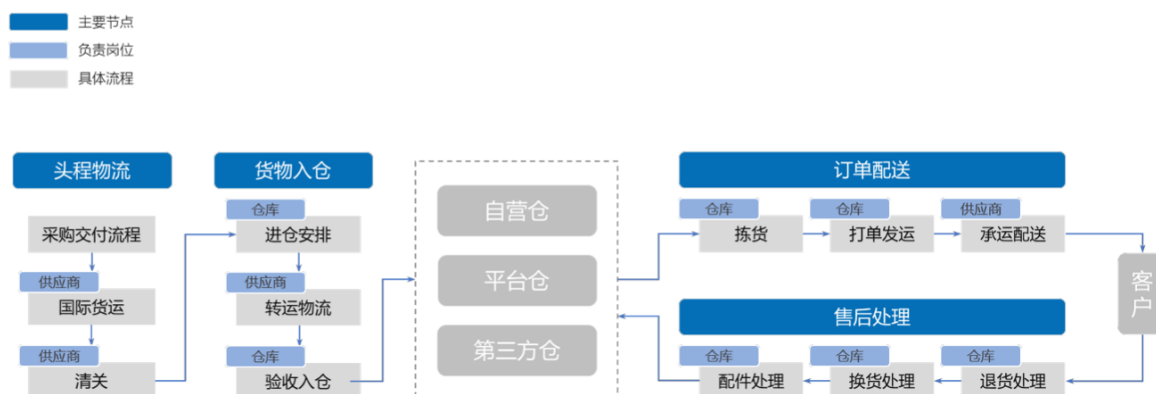 主要节点
负责岗位
具体流程
头程物流
采购交付流程
供应商
国际货运
供应商
清关
货物入仓
仓库
进仓安排
供应商
转运物流
仓库
验收入仓
自营仓
平台仓
第三方仓
订单配送
仓库
拣货
仓库
打单发运
供应商
承运配送
客户
售后处理
仓库
配件处理
仓库
换货处理
仓库
退货处理